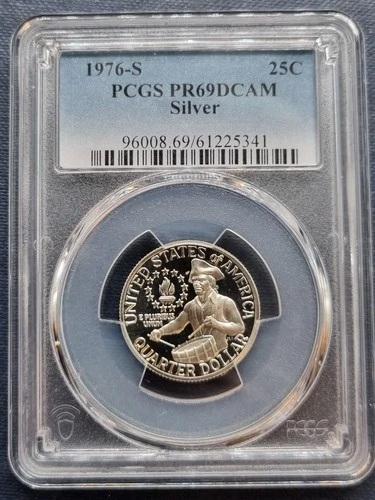 1976-S 25C
PCGS PR69DCAM
Silver
96008.69/61225341
UNITED STATES of AMERICA
E PLURIBUS
UNUM
QUARTER DOLLAR
PCGS